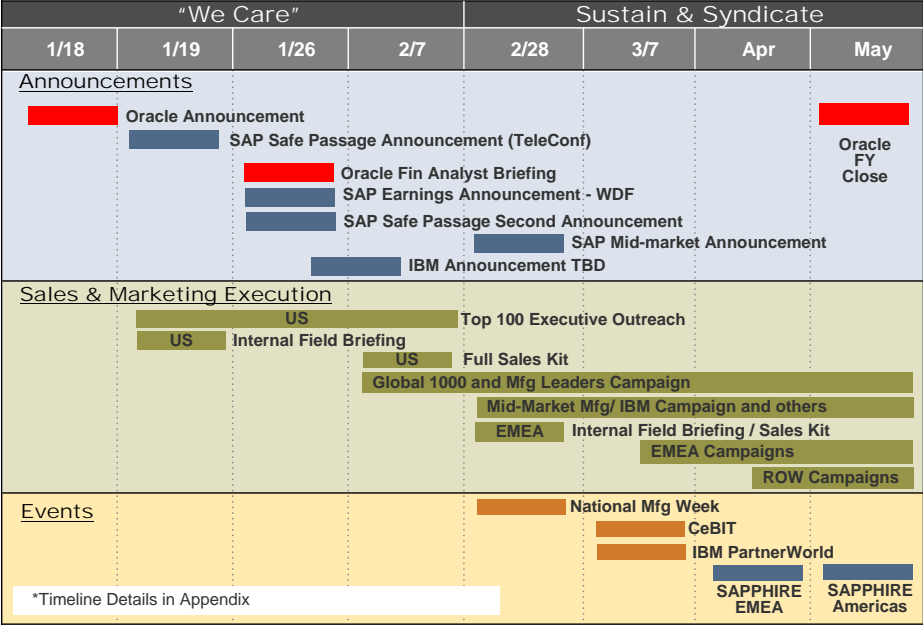 “We Care” Sustain & Syndicate
1/18 1/19 1/26 2/7 2/28 3/7 Apr May
Announcements
Oracle Announcement
SAP Safe Passage Announcement (TeleConf)
Oracle
FY
Close
Oracle Fin Analyst Briefing
SAP Earnings Announcement - WDF
SAP Safe Passage Second Announcement
SAP Mid-market Announcement
IBM Announcement TBD
Sales & Marketing Execution
US Top 100 Executive Outreach
US Internal Field Briefing
US Full Sales Kit
Global 1000 and Mfg Leaders Campaign
Mid-Market Mfg/ IBM Campaign and others
EMEA Internal Field Briefing / Sales Kit
EMEA Campaigns
ROW Campaigns
Events
National Mfg Week
CeBIT
IBM PartnerWorld
SAPPHIRE
EMEA
SAPPHIRE
Americas
*Timeline Details in Appendix